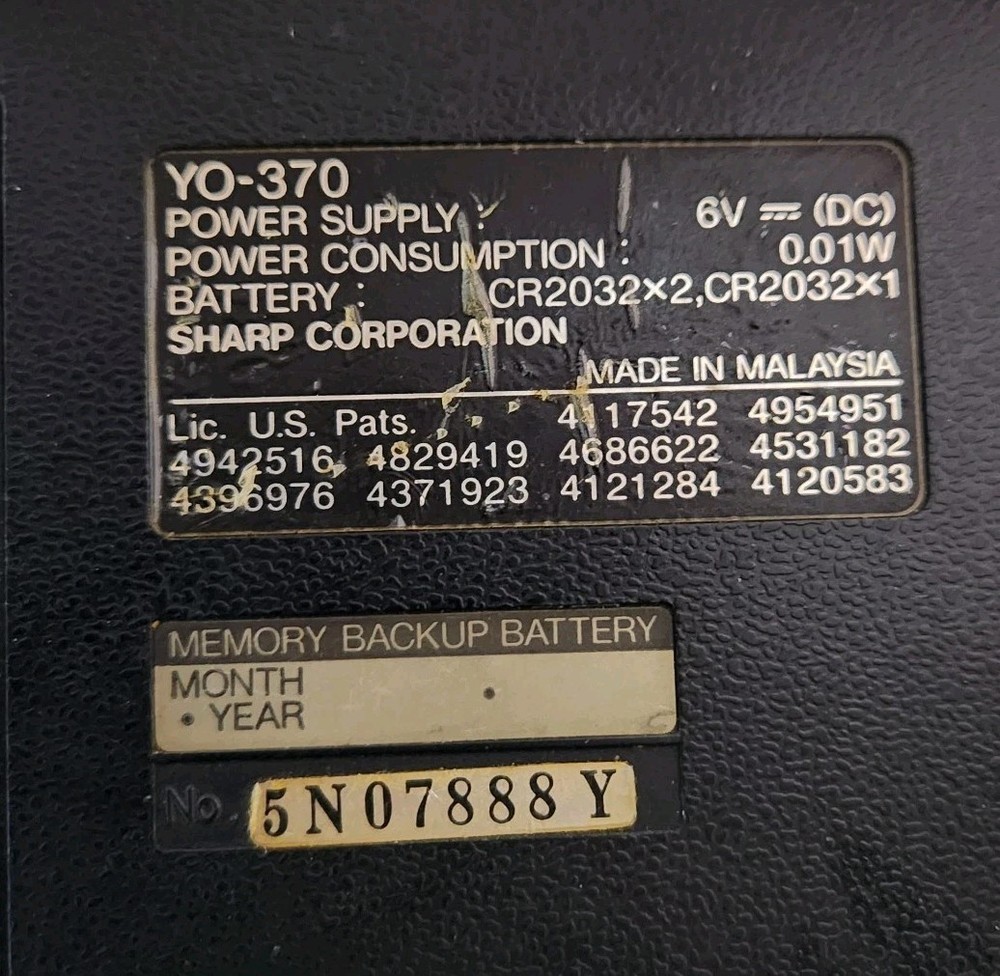 YO-370
POWER SUPPLY : 6V ⎓ (DC)
POWER CONSUMPTION : 0.01W
BATTERY : CR2032×2,CR2032×1
SHARP CORPORATION
MADE IN MALAYSIA
Lic. U.S. Pats. 4117542 4954951
4942516 4829419 4686622 4531182
4396976 4371923 4121284 4120583
MEMORY BACKUP BATTERY
MONTH
• YEAR •
No. 5N07888Y